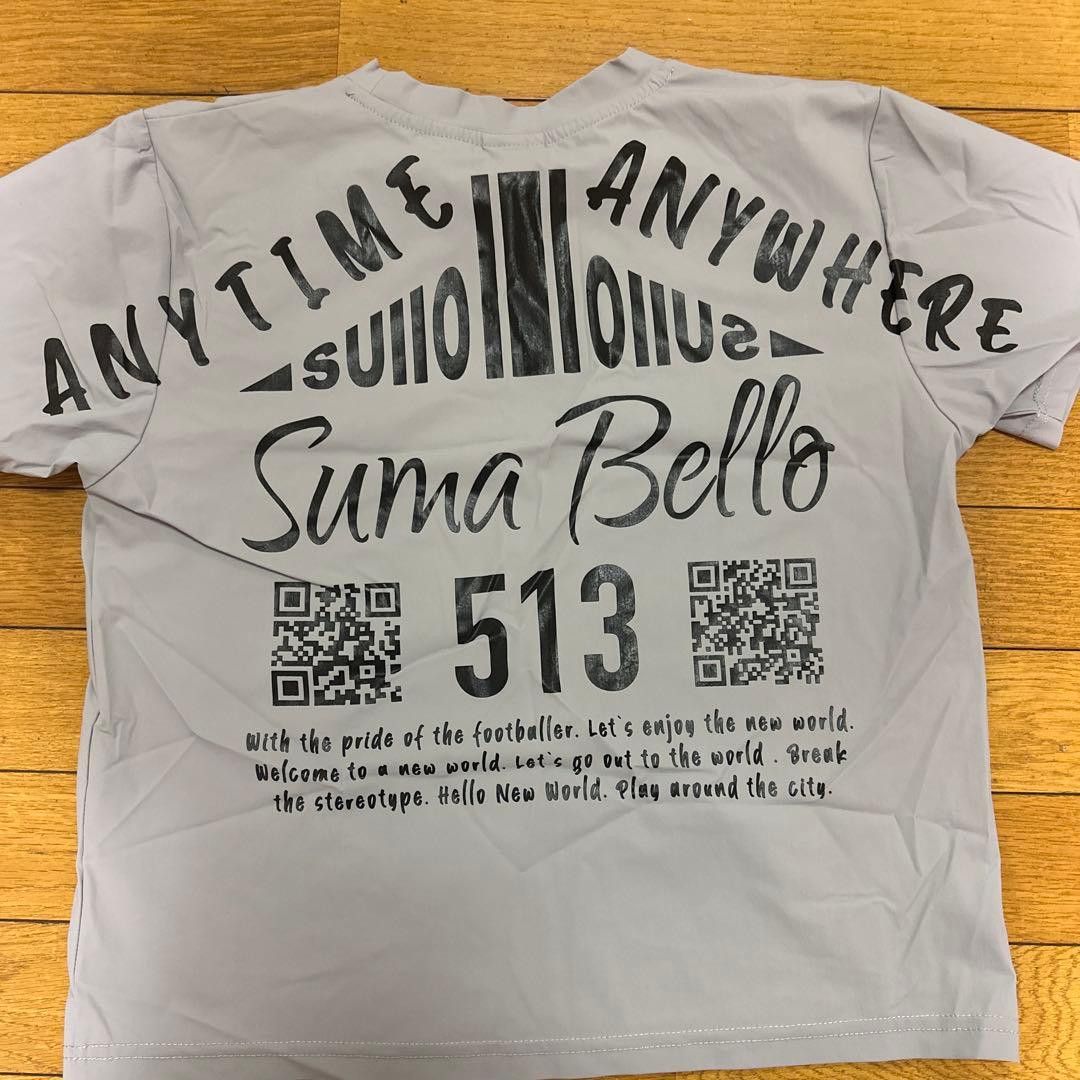 ANYTIME ANYWHERE
sullo ollus
Suma Bello
513
With the pride of the footballer. Let`s enjoy the new world.
Welcome to a new world. Let`s go out to the world . Break
the stereotype. Hello New World. Play around the city.